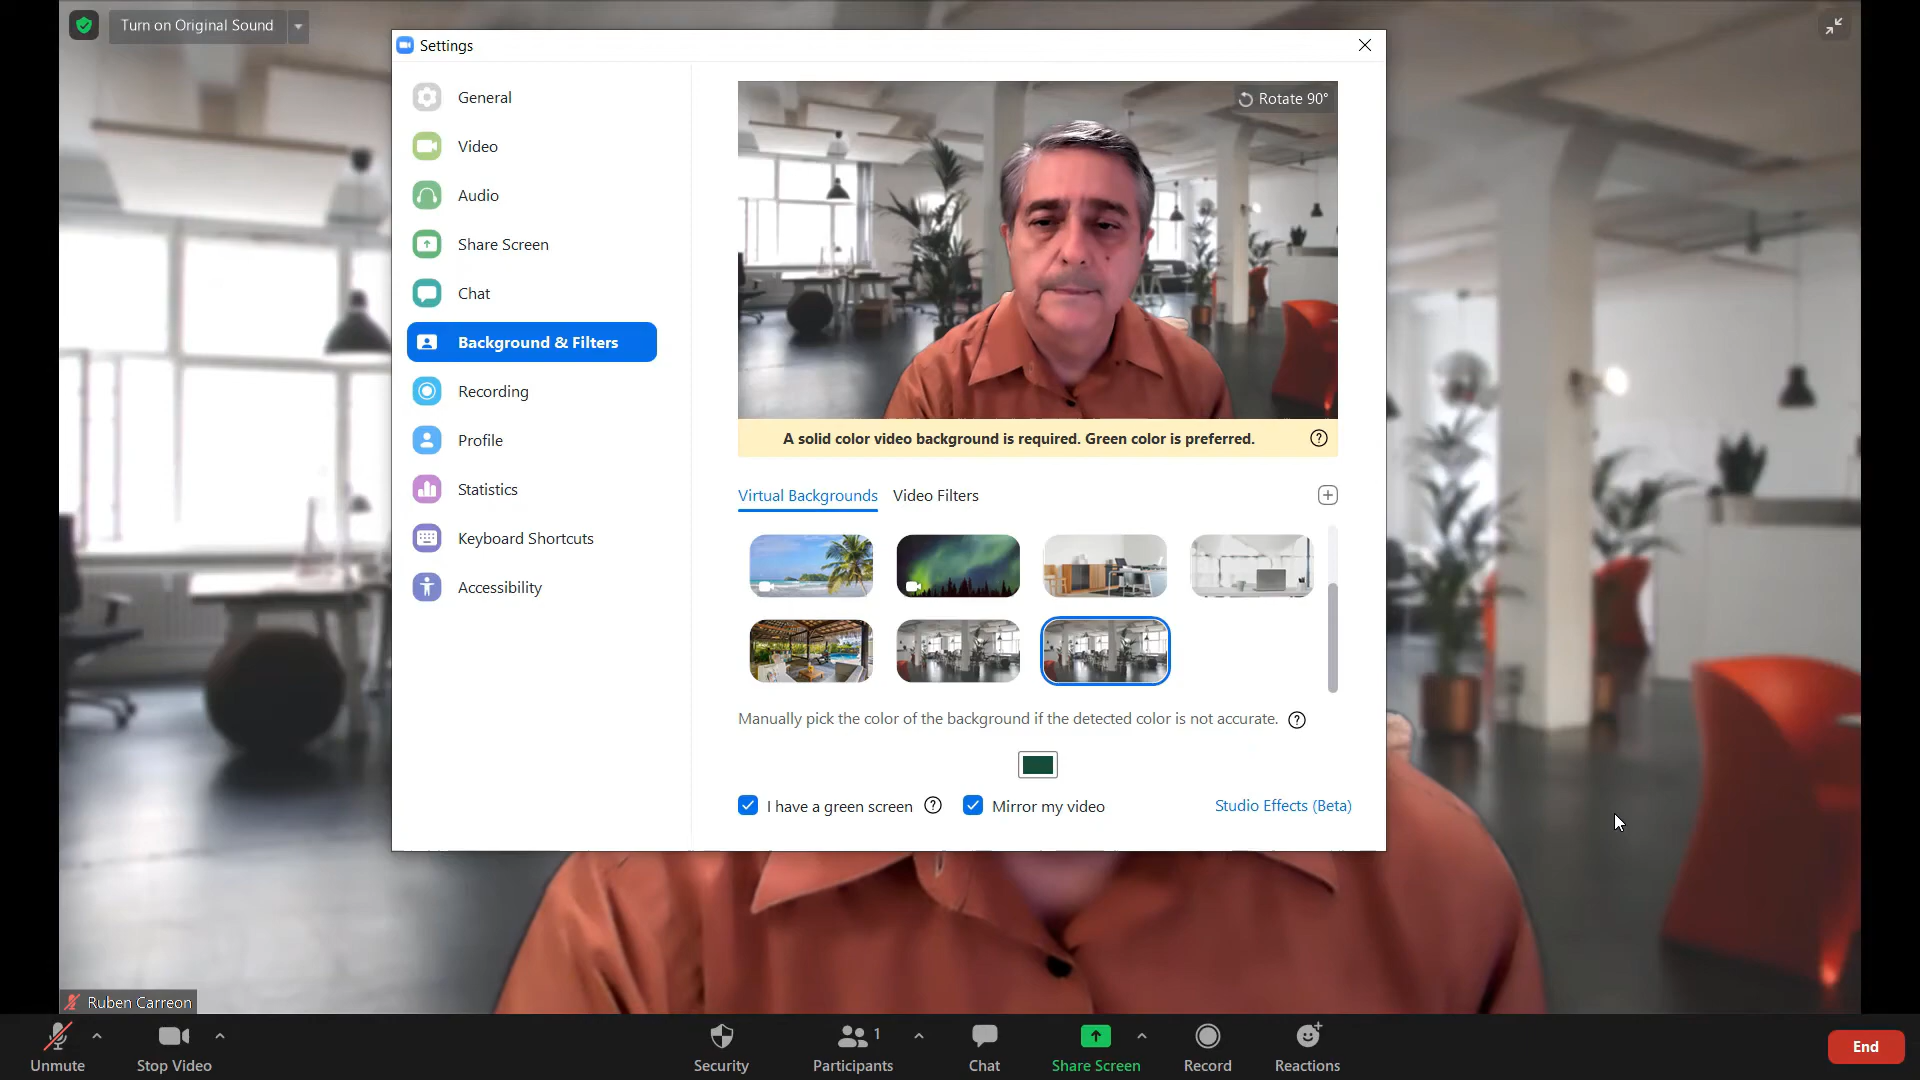 Turn on Original Sound
Settings
General
Video
Audio
Share Screen
Chat
Background & Filters
Recording
Profile
Statistics
Keyboard Shortcuts
Accessibility
Rotate 90°
A solid color video background is required. Green color is preferred.
Virtual Backgrounds Video Filters
Manually pick the color of the background if the detected color is not accurate.
I have a green screen
Mirror my video
Studio Effects (Beta)
Ruben Carreon
Unmute
Stop Video
Security
Participants
1
Chat
Share Screen
Record
Reactions
End